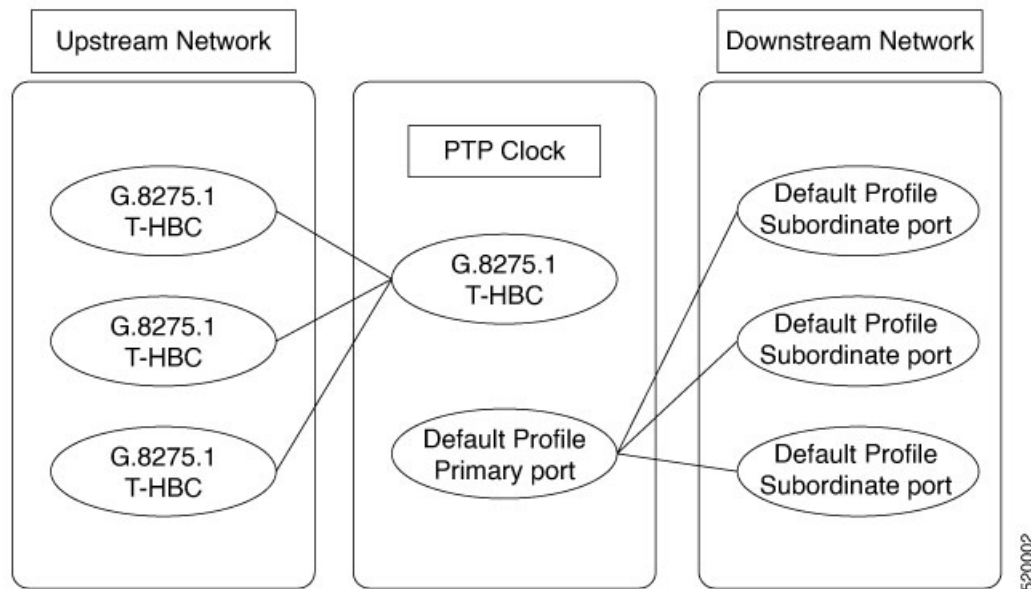 Upstream Network
Downstream Network
PTP Clock
G.8275.1
T-HBC
G.8275.1
T-HBC
G.8275.1
T-HBC
G.8275.1
T-HBC
Default Profile
Primary port
Default Profile
Subordinate port
Default Profile
Subordinate port
Default Profile
Subordinate port
520002